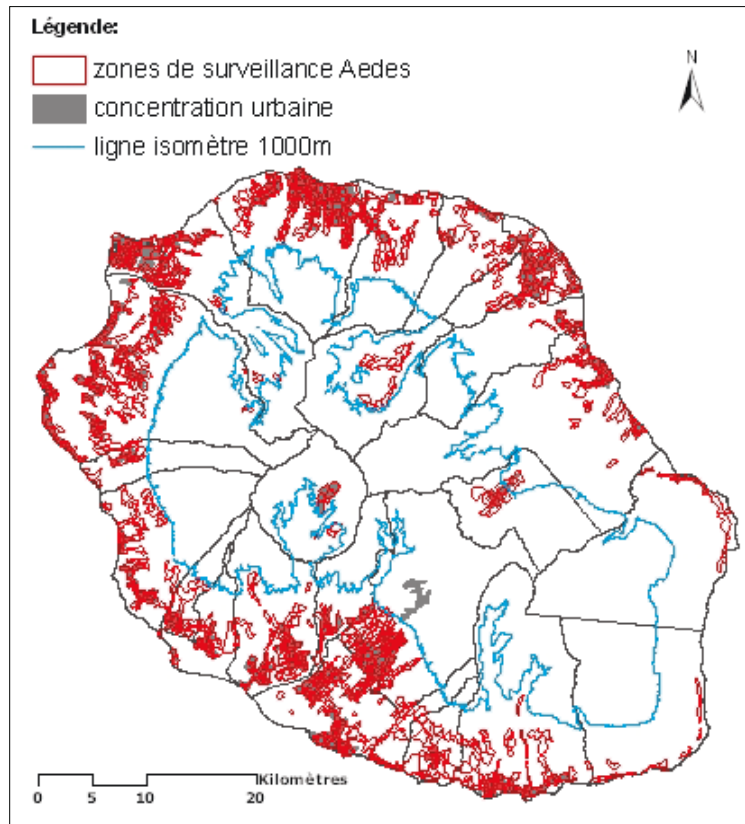 Légende:
zones de surveillance Aedes
N
concentration urbaine
ligne isomètre 1000m
Kilomètres
0 5 10 20